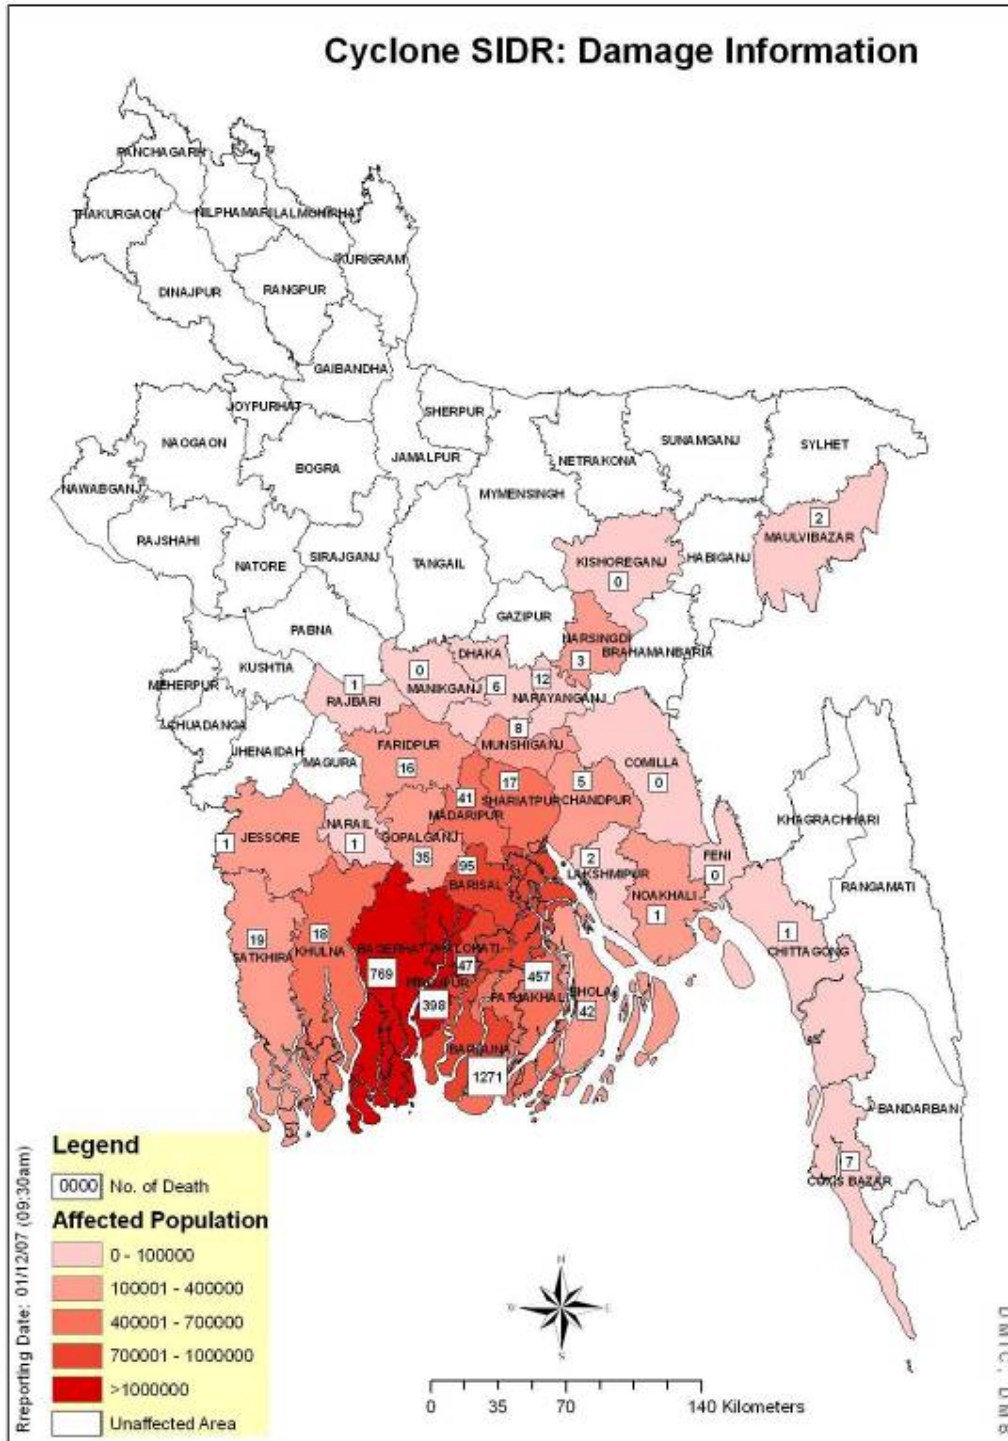 Cyclone SIDR: Damage Information
PANCHAGARH
THAKURGAON
NILPHAMARI
LALMONIRHAT
KURIGRAM
DINAJPUR
RANGPUR
GAIBANDHA
JOYPURHAT
SHERPUR
NAOGAON
BOGRA
JAMALPUR
NETRAKONA
SUNAMGANJ
SYLHET
NAWABGANJ
MYMENSINGH
2
MAULVIBAZAR
RAJSHAHI
NATORE
SIRAJGANJ
TANGAIL
KISHOREGANJ
0
HABIGANJ
GAZIPUR
PABNA
NARSINGDI
3
BRAHAMANBARIA
KUSHTIA
DHAKA
0
MANIKGANJ
6
12
NARAYANGANJ
MEHERPUR
1
RAJBARI
CHUADANGA
JHENAIDAH
MAGURA
FARIDPUR
16
8
MUNSHIGANJ
COMILLA
0
17
SHARIATPUR
5
CHANDPUR
41
MADARIPUR
KHAGRACHHARI
JESSORE
1
NARAIL
1
GOPALGANJ
35
95
BARISAL
2
LAKSHMIPUR
FENI
0
RANGAMATI
NOAKHALI
1
19
SATKHIRA
18
KHULNA
BAGERHAT
769
47
398
457
BHOLA
42
1
CHITTAGONG
BARGUNA
1271
BANDARBAN
7
COXIS BAZAR
Legend
0000 No. of Death
Affected Population
0 - 100000
100001 - 400000
400001 - 700000
700001 - 1000000
>1000000
Unaffected Area
Rreporting Date: 01/12/07 (09:30am)
N
W E
S
0 35 70 140 Kilometers